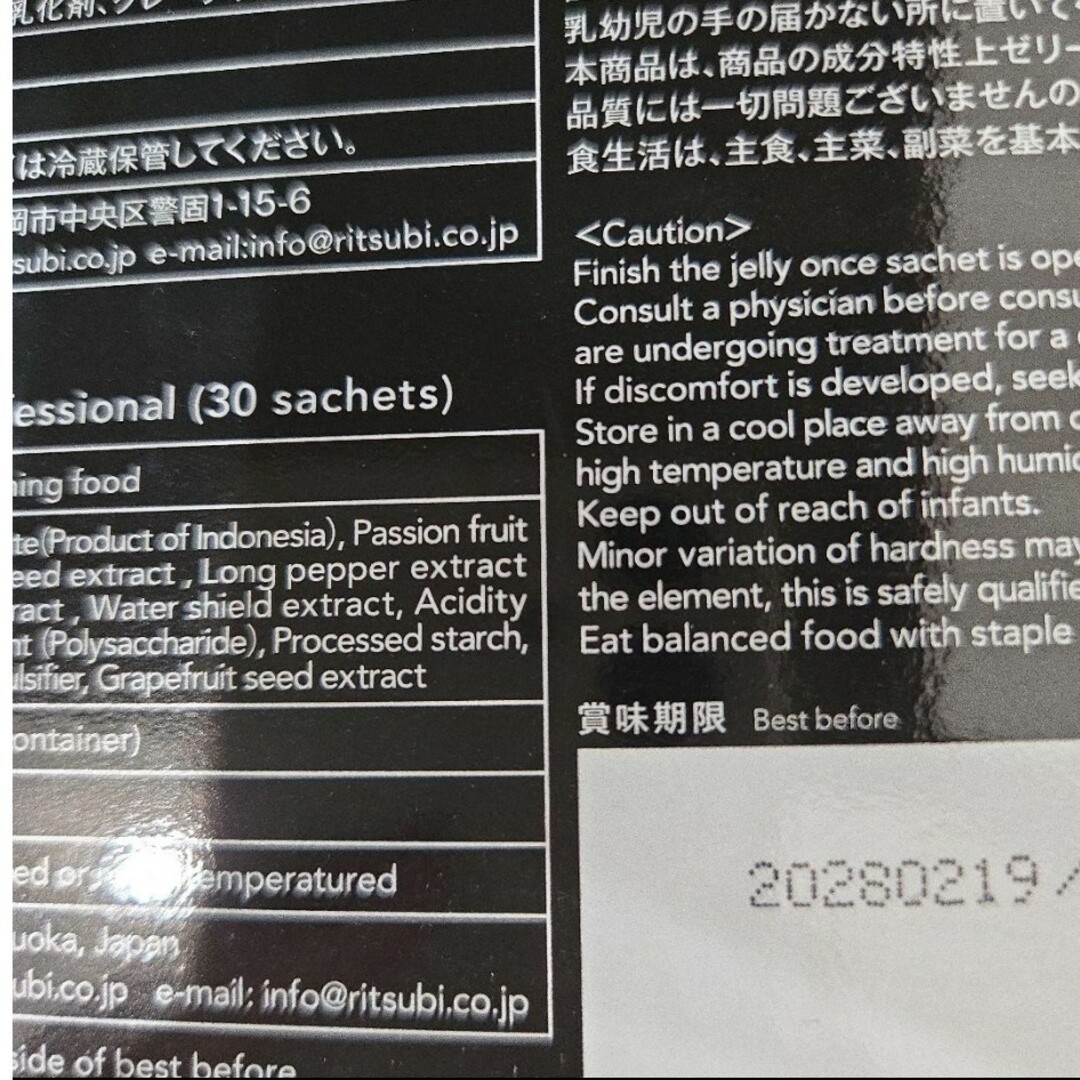 乳化剤、グレープ
は冷蔵保管してください。
岡市中央区警固1-15-6
subi.co.jp e-mail:info@ritsubi.co.jp
essional (30 sachets)
ning food
te(Product of Indonesia), Passion fruit
eed extract , Long pepper extract
ract , Water shield extract, Acidity
nt (Polysaccharide), Processed starch,
ulsifier, Grapefruit seed extract
ontainer)
ed or temperatured
uoka, Japan
ubi.co.jp e-mail: info@ritsubi.co.jp
side of best before
乳幼児の手の届かない所に置いて
本商品は、商品の成分特性上ゼリー
品質には一切問題ございませんの
食生活は、主食、主菜、副菜を基本
<Caution>
Finish the jelly once sachet is ope
Consult a physician before consu
are undergoing treatment for a
If discomfort is developed, seek
Store in a cool place away from
high temperature and high humid
Keep out of reach of infants.
Minor variation of hardness may
the element, this is safely qualifie
Eat balanced food with staple
賞味期限 Best before
20280219 /